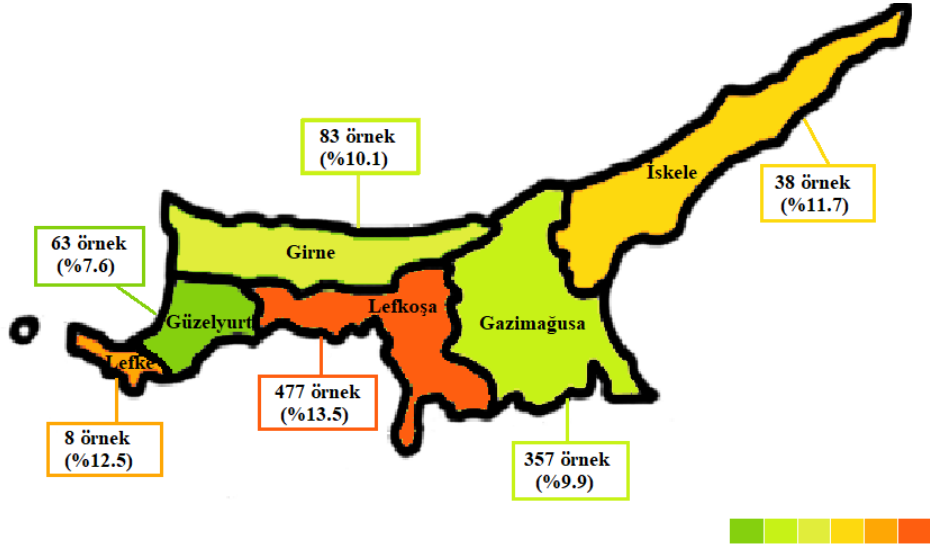 83 örnek
(%10.1)
İskele
38 örnek
(%11.7)
63 örnek
(%7.6)
Girne
Lefkoşa
Güzelyurt
Gazimağusa
Lefke
477 örnek
(%13.5)
8 örnek
(%12.5)
357 örnek
(%9.9)